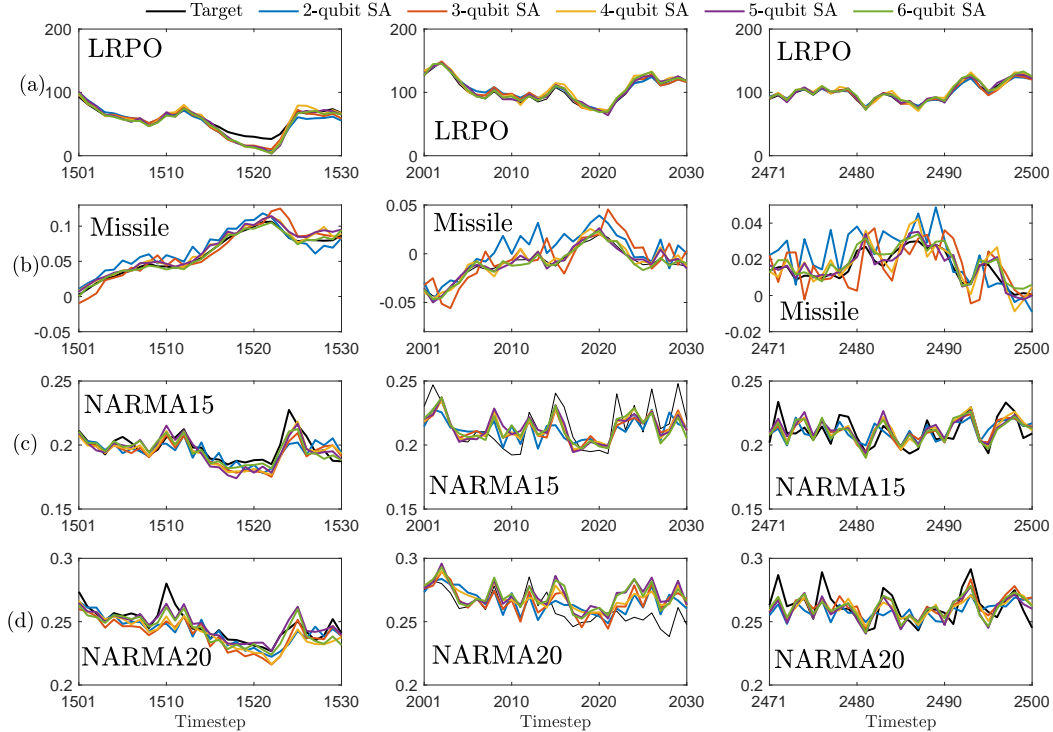 Target 2-qubit SA 3-qubit SA 4-qubit SA 5-qubit SA 6-qubit SA
(a)
200
100
0
LRPO
1501 1510 1520 1530
200
100
0
LRPO
2001 2010 2020 2030
200
100
0
LRPO
2471 2480 2490 2500
(b)
0.1
0.05
0
-0.05
Missile
1501 1510 1520 1530
0.05
0
-0.05
Missile
2001 2010 2020 2030
0.04
0.02
0
-0.02
Missile
2471 2480 2490 2500
(c)
0.25
0.2
0.15
NARMA15
1501 1510 1520 1530
0.25
0.2
0.15
NARMA15
2001 2010 2020 2030
0.25
0.2
0.15
NARMA15
2471 2480 2490 2500
(d)
0.3
0.25
0.2
NARMA20
1501 1510 1520 1530
Timestep
0.3
0.25
0.2
NARMA20
2001 2010 2020 2030
Timestep
0.3
0.25
0.2
NARMA20
2471 2480 2490 2500
Timestep